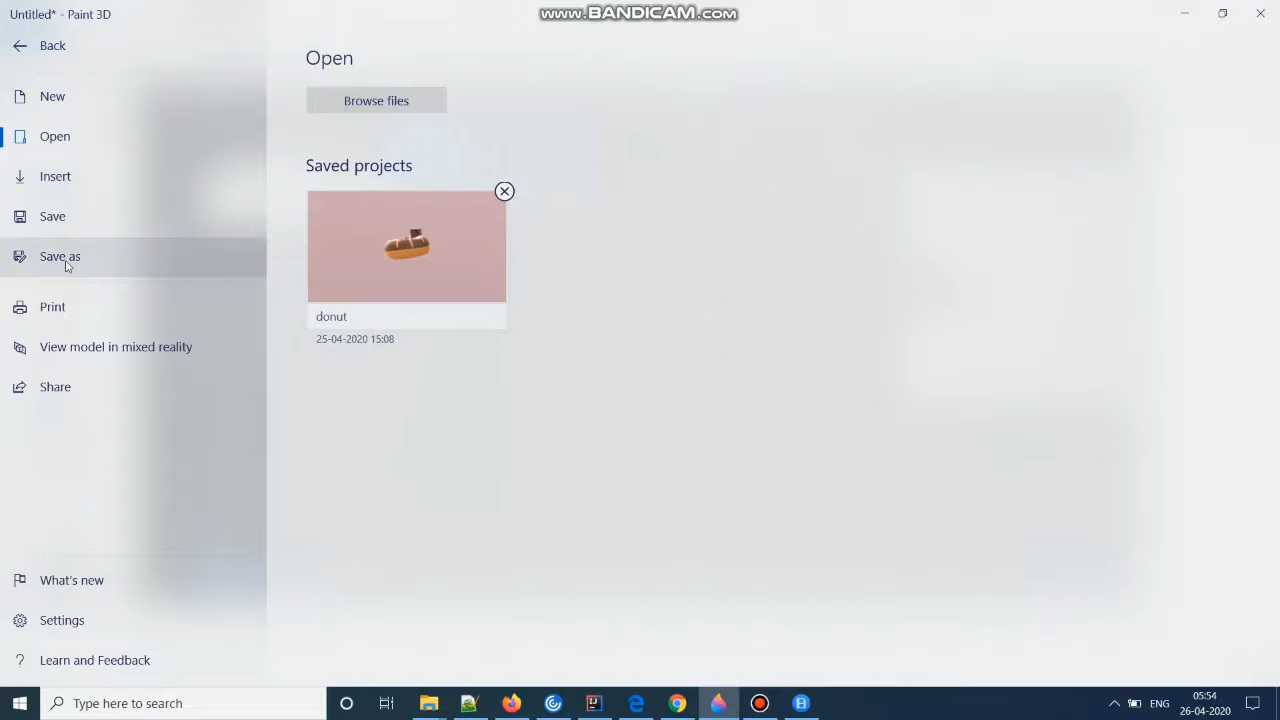 Untitled* - Paint 3D
www.BANDICAM.com
Back
New
Open
Insert
Save
Save as
Print
View model in mixed reality
Share
What's new
Settings
Learn and Feedback
Open
Browse files
Saved projects
donut
25-04-2020 15:08
Type here to search
ENG
05:54
26-04-2020